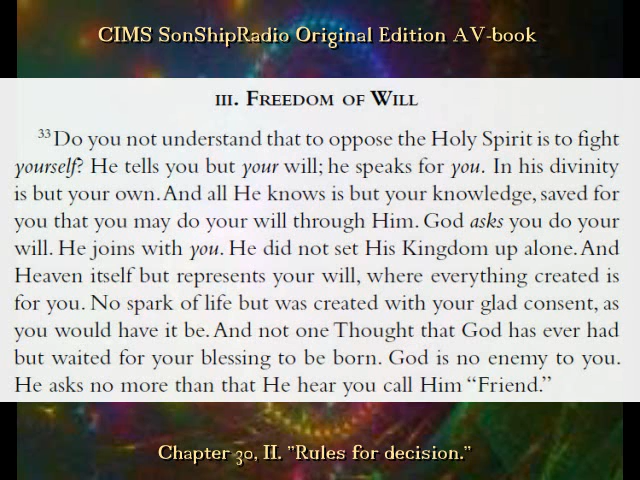 CIMS SonShipRadio Original Edition AV-book
III. FREEDOM OF WILL
33 Do you not understand that to oppose the Holy Spirit is to fight
yourself? He tells you but your will; he speaks for you. In his divinity
is but your own. And all He knows is but your knowledge, saved for
you that you may do your will through Him. God asks you do your
will. He joins with you. He did not set His Kingdom up alone. And
Heaven itself but represents your will, where everything created is
for you. No spark of life but was created with your glad consent, as
you would have it be. And not one Thought that God has ever had
but waited for your blessing to be born. God is no enemy to you.
He asks no more than that He hear you call Him “Friend.”
Chapter 30, II. "Rules for decision."